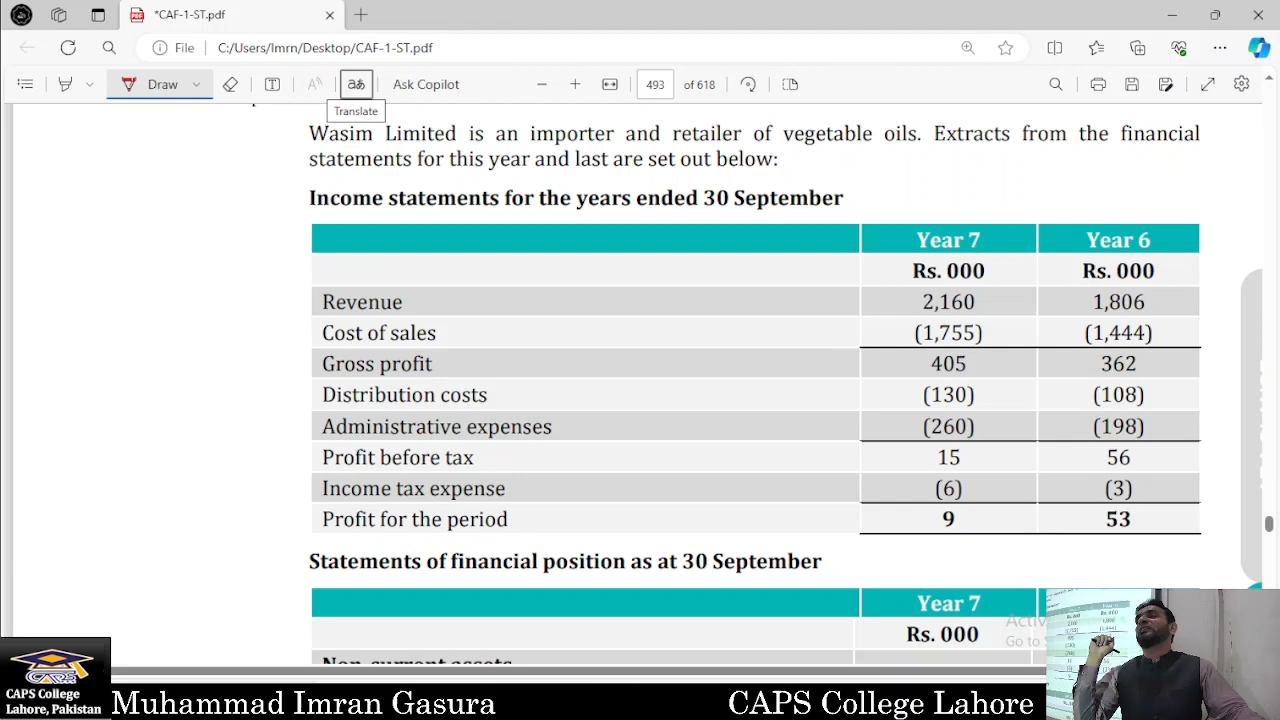 *CAF-1-ST.pdf
File C:/Users/Imrn/Desktop/CAF-1-ST.pdf
Draw Ask Copilot 493 of 618
Translate
Wasim Limited is an importer and retailer of vegetable oils. Extracts from the financial
statements for this year and last are set out below:
Income statements for the years ended 30 September
Year 7 Year 6
Rs. 000 Rs. 000
Revenue 2,160 1,806
Cost of sales (1,755) (1,444)
Gross profit 405 362
Distribution costs (130) (108)
Administrative expenses (260) (198)
Profit before tax 15 56
Income tax expense (6) (3)
Profit for the period 9 53
Statements of financial position as at 30 September
Year 7
Rs. 000
Non-current assets
CAPS College
Lahore, Pakistan
Muhammad Imran Gasura CAPS College Lahore